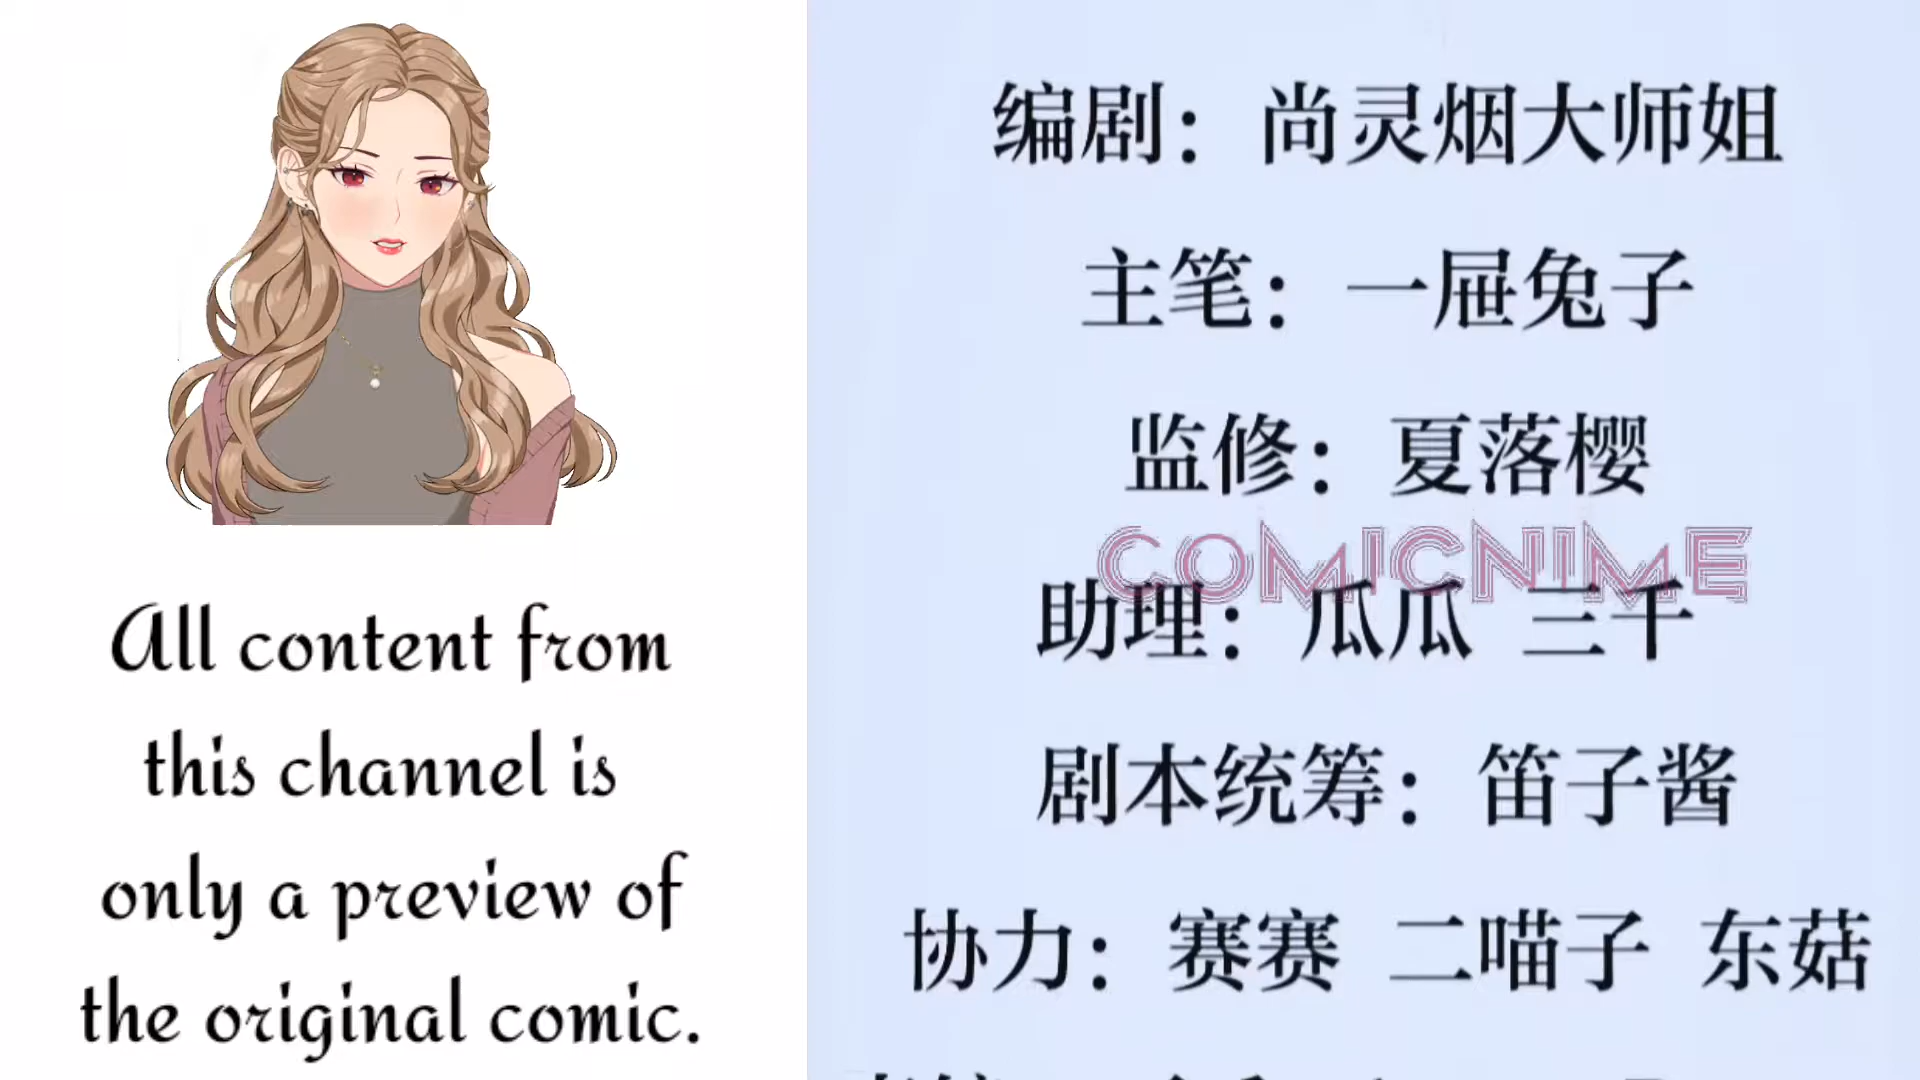 All content from
this channel is
only a preview of
the original comic.
编剧：尚灵烟大师姐
主笔：一屉兔子
监修：夏落樱
COMICNIME
助理：瓜瓜 三千
剧本统筹：笛子酱
协力：赛赛 二喵子 东菇